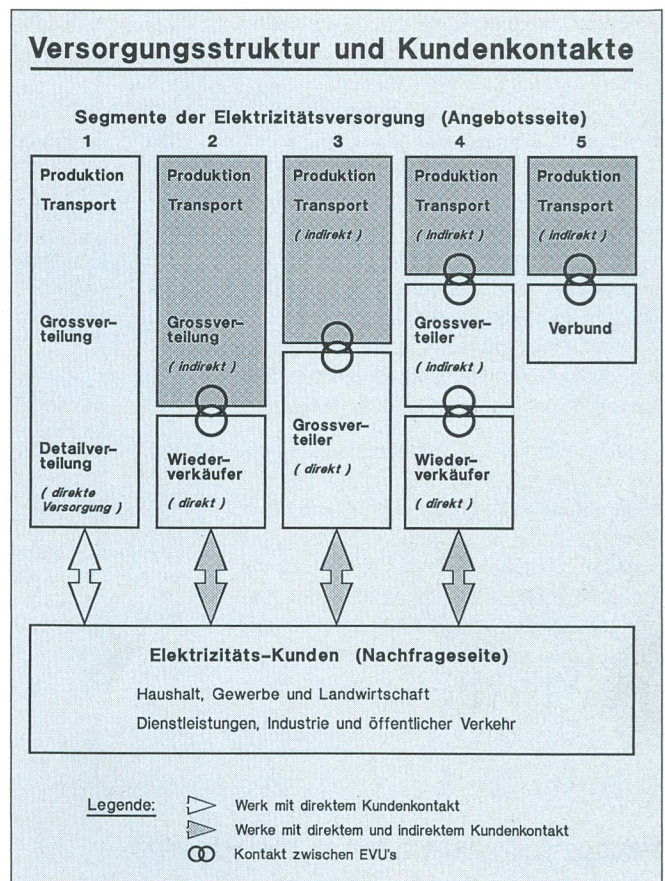 Versorgungsstruktur und Kundenkontakte
Segmente der Elektrizitätsversorgung (Angebotsseite)
1 2 3 4 5
Produktion
Transport
Grossver-
teilung
Detailver-
teilung
( direkte
Versorgung )
Produktion
Transport
Grossver-
teilung
( indirekt )
Wieder-
verkäufer
( direkt )
Produktion
Transport
( indirekt )
Grossver-
teiler
( direkt )
Produktion
Transport
( indirekt )
Grossver-
teiler
( indirekt )
Wieder-
verkäufer
( direkt )
Produktion
Transport
( indirekt )
Verbund
Elektrizitäts-Kunden (Nachfrageseite)
Haushalt, Gewerbe und Landwirtschaft
Dienstleistungen, Industrie und öffentlicher Verkehr
Legende:
Werk mit direktem Kundenkontakt
Werke mit direktem und indirektem Kundenkontakt
Kontakt zwischen EVU's